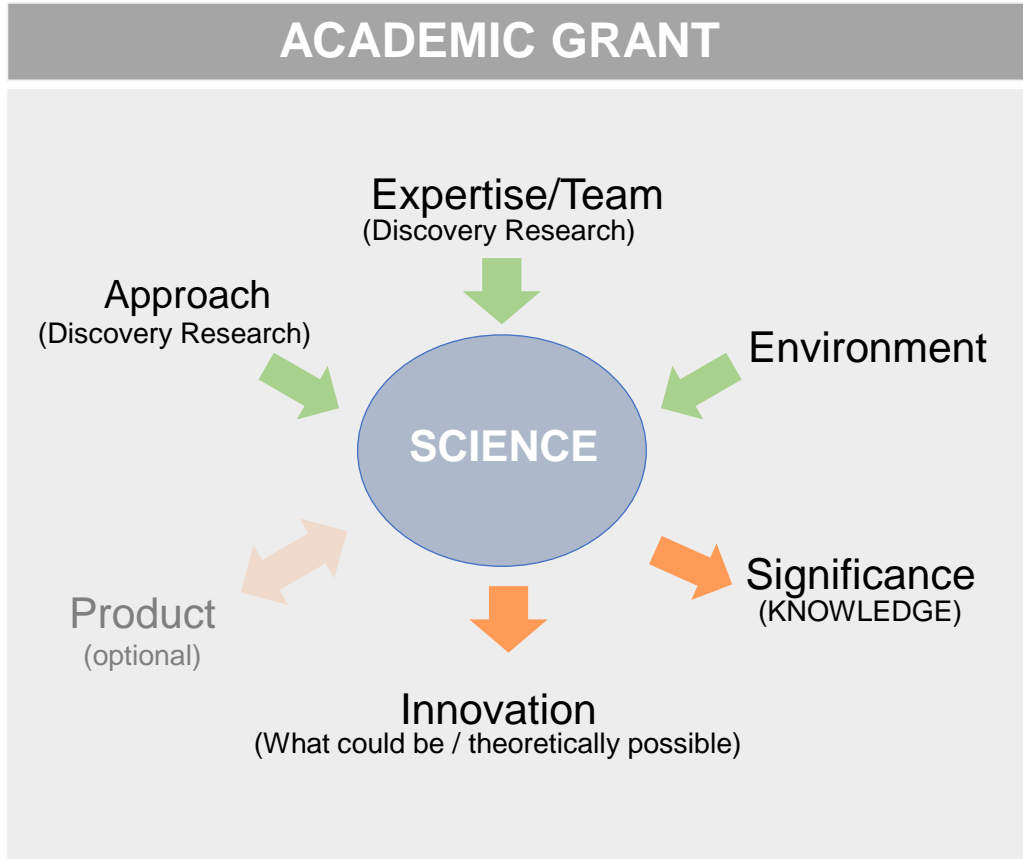 ACADEMIC GRANT
Expertise/Team
(Discovery Research)
Approach
(Discovery Research)
Environment
SCIENCE
Product
(optional)
Significance
(KNOWLEDGE)
Innovation
(What could be / theoretically possible)